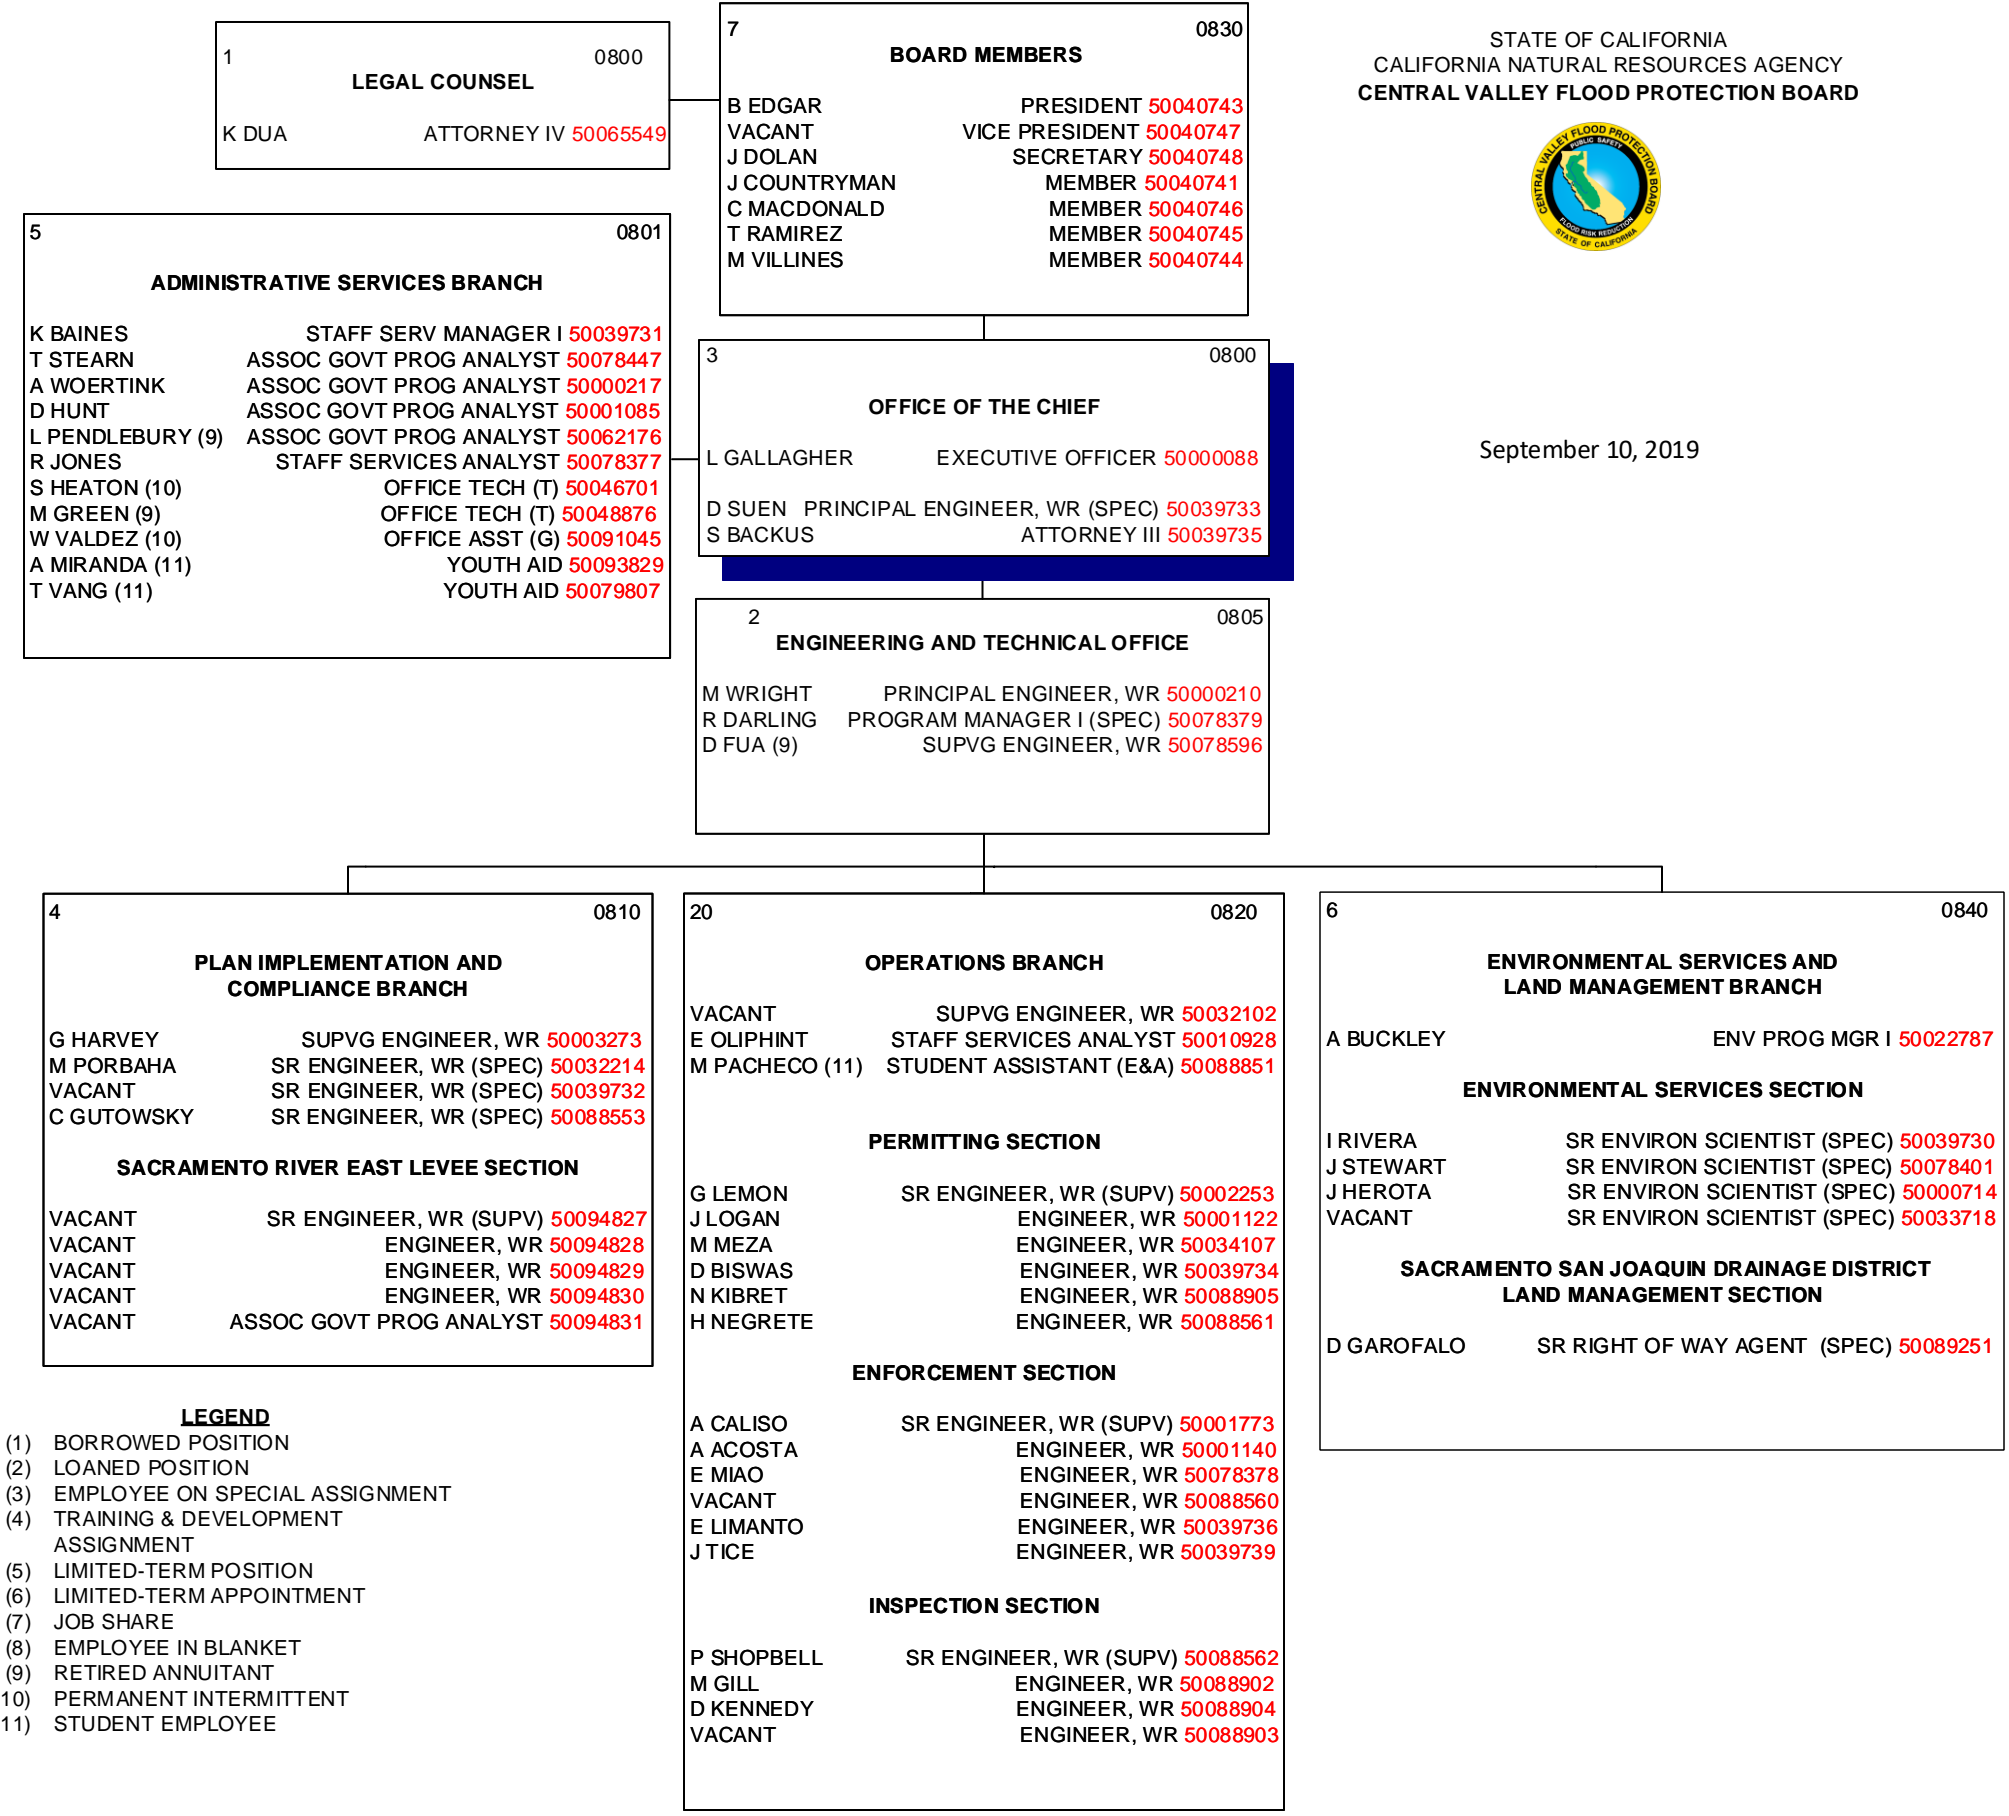 1 0800
LEGAL COUNSEL
K DUA ATTORNEY IV 50065549
7 0830
BOARD MEMBERS
B EDGAR PRESIDENT 50040743
VACANT VICE PRESIDENT 50040747
J DOLAN SECRETARY 50040748
J COUNTRYMAN MEMBER 50040741
C MACDONALD MEMBER 50040746
T RAMIREZ MEMBER 50040745
M VILLINES MEMBER 50040744
STATE OF CALIFORNIA
CALIFORNIA NATURAL RESOURCES AGENCY
CENTRAL VALLEY FLOOD PROTECTION BOARD
CENTRAL VALLEY FLOOD PROTECTION BOARD
PUBLIC SAFETY
FLOOD RISK REDUCTION
STATE OF CALIFORNIA
September 10, 2019
5 0801
ADMINISTRATIVE SERVICES BRANCH
K BAINES STAFF SERV MANAGER I 50039731
T STEARN ASSOC GOVT PROG ANALYST 50078447
A WOERTINK ASSOC GOVT PROG ANALYST 50000217
D HUNT ASSOC GOVT PROG ANALYST 50001085
L PENDLEBURY (9) ASSOC GOVT PROG ANALYST 50062176
R JONES STAFF SERVICES ANALYST 50078377
S HEATON (10) OFFICE TECH (T) 50046701
M GREEN (9) OFFICE TECH (T) 50048876
W VALDEZ (10) OFFICE ASST (G) 50091045
A MIRANDA (11) YOUTH AID 50093829
T VANG (11) YOUTH AID 50079807
3 0800
OFFICE OF THE CHIEF
L GALLAGHER EXECUTIVE OFFICER 50000088
D SUEN PRINCIPAL ENGINEER, WR (SPEC) 50039733
S BACKUS ATTORNEY III 50039735
2 0805
ENGINEERING AND TECHNICAL OFFICE
M WRIGHT PRINCIPAL ENGINEER, WR 50000210
R DARLING PROGRAM MANAGER I (SPEC) 50078379
D FUA (9) SUPVG ENGINEER, WR 50078596
4 0810
PLAN IMPLEMENTATION AND
COMPLIANCE BRANCH
G HARVEY SUPVG ENGINEER, WR 50003273
M PORBAHA SR ENGINEER, WR (SPEC) 50032214
VACANT SR ENGINEER, WR (SPEC) 50039732
C GUTOWSKY SR ENGINEER, WR (SPEC) 50088553
SACRAMENTO RIVER EAST LEVEE SECTION
VACANT SR ENGINEER, WR (SUPV) 50094827
VACANT ENGINEER, WR 50094828
VACANT ENGINEER, WR 50094829
VACANT ENGINEER, WR 50094830
VACANT ASSOC GOVT PROG ANALYST 50094831
20 0820
OPERATIONS BRANCH
VACANT SUPVG ENGINEER, WR 50032102
E OLIPHINT STAFF SERVICES ANALYST 50010928
M PACHECO (11) STUDENT ASSISTANT (E&A) 50088851
PERMITTING SECTION
G LEMON SR ENGINEER, WR (SUPV) 50002253
J LOGAN ENGINEER, WR 50001122
M MEZA ENGINEER, WR 50034107
D BISWAS ENGINEER, WR 50039734
N KIBRET ENGINEER, WR 50088905
H NEGRETE ENGINEER, WR 50088561
ENFORCEMENT SECTION
A CALISO SR ENGINEER, WR (SUPV) 50001773
A ACOSTA ENGINEER, WR 50001140
E MIAO ENGINEER, WR 50078378
VACANT ENGINEER, WR 50088560
E LIMANTO ENGINEER, WR 50039736
J TICE ENGINEER, WR 50039739
INSPECTION SECTION
P SHOPBELL SR ENGINEER, WR (SUPV) 50088562
M GILL ENGINEER, WR 50088902
D KENNEDY ENGINEER, WR 50088904
VACANT ENGINEER, WR 50088903
6 0840
ENVIRONMENTAL SERVICES AND
LAND MANAGEMENT BRANCH
A BUCKLEY ENV PROG MGR I 50022787
ENVIRONMENTAL SERVICES SECTION
I RIVERA SR ENVIRON SCIENTIST (SPEC) 50039730
J STEWART SR ENVIRON SCIENTIST (SPEC) 50078401
J HEROTA SR ENVIRON SCIENTIST (SPEC) 50000714
VACANT SR ENVIRON SCIENTIST (SPEC) 50033718
SACRAMENTO SAN JOAQUIN DRAINAGE DISTRICT
LAND MANAGEMENT SECTION
D GAROFALO SR RIGHT OF WAY AGENT (SPEC) 50089251
LEGEND
(1) BORROWED POSITION
(2) LOANED POSITION
(3) EMPLOYEE ON SPECIAL ASSIGNMENT
(4) TRAINING & DEVELOPMENT
ASSIGNMENT
(5) LIMITED-TERM POSITION
(6) LIMITED-TERM APPOINTMENT
(7) JOB SHARE
(8) EMPLOYEE IN BLANKET
(9) RETIRED ANNUITANT
10) PERMANENT INTERMITTENT
11) STUDENT EMPLOYEE